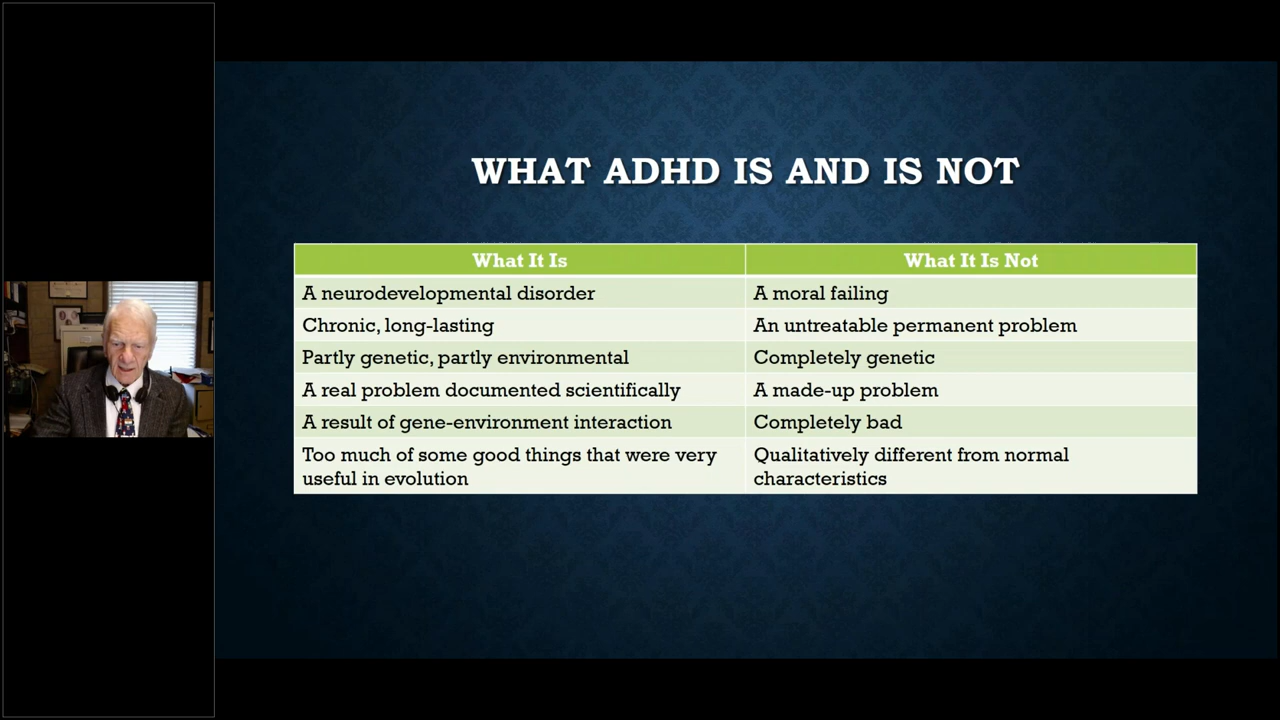 WHAT ADHD IS AND IS NOT
What It Is
What It Is Not
A neurodevelopmental disorder
A moral failing
Chronic, long-lasting
An untreatable permanent problem
Partly genetic, partly environmental
Completely genetic
A real problem documented scientifically
A made-up problem
A result of gene-environment interaction
Completely bad
Too much of some good things that were very
useful in evolution
Qualitatively different from normal
characteristics